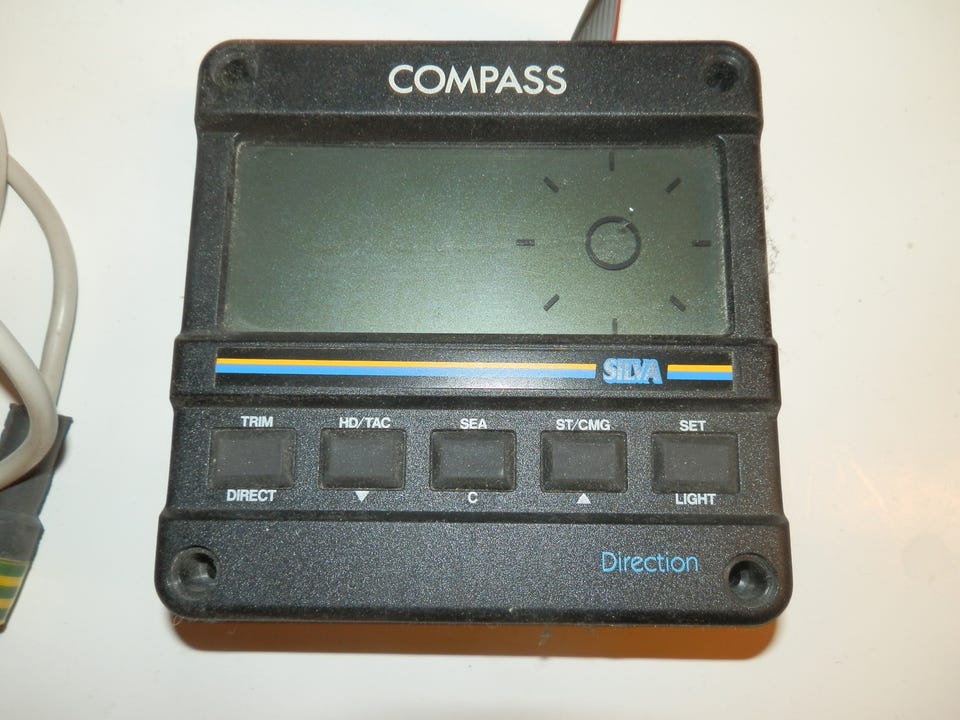 COMPASS
SILVA
TRIM HD/TAC SEA ST/CMG SET
DIRECT ▼ C ▲ LIGHT
Direction